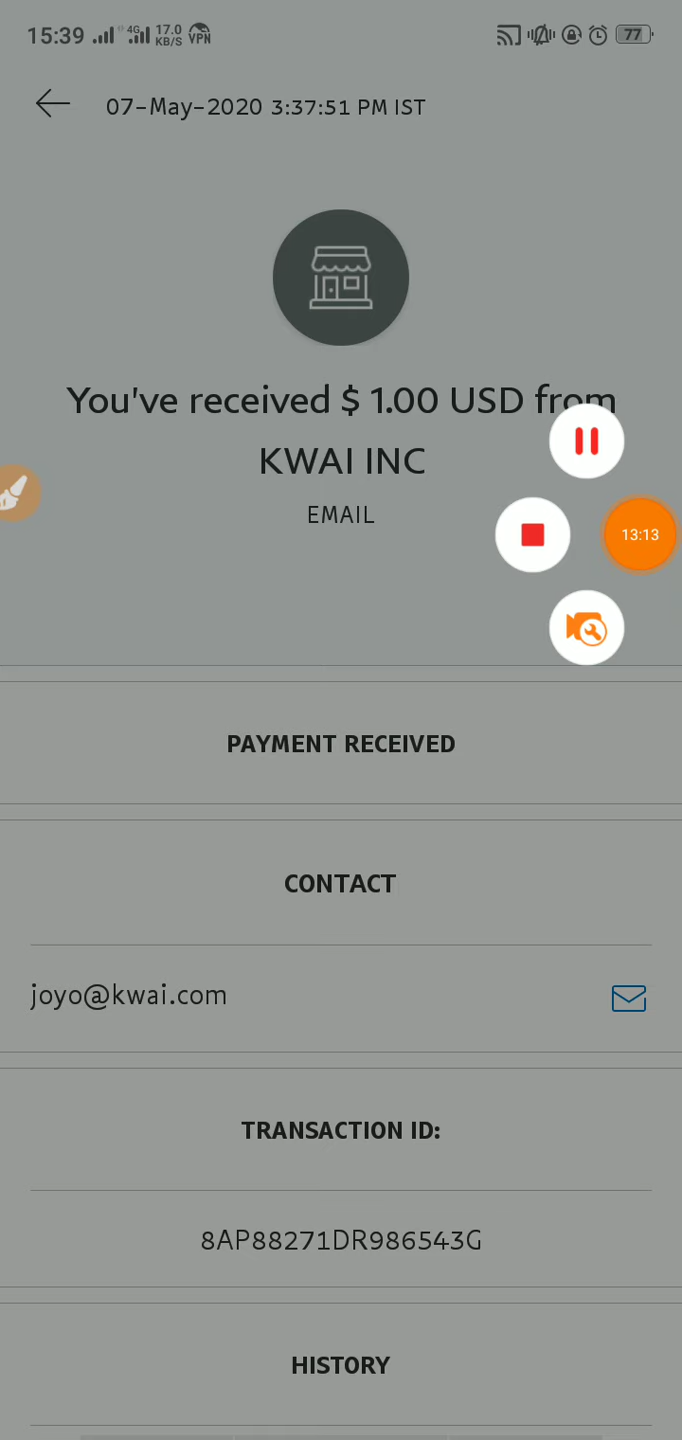 15:39 4G 17.0 KB/S VPN 77
07-May-2020 3:37:51 PM IST
You've received $ 1.00 USD from
KWAI INC
EMAIL
13:13
PAYMENT RECEIVED
CONTACT
joyo@kwai.com
TRANSACTION ID:
8AP88271DR986543G
HISTORY